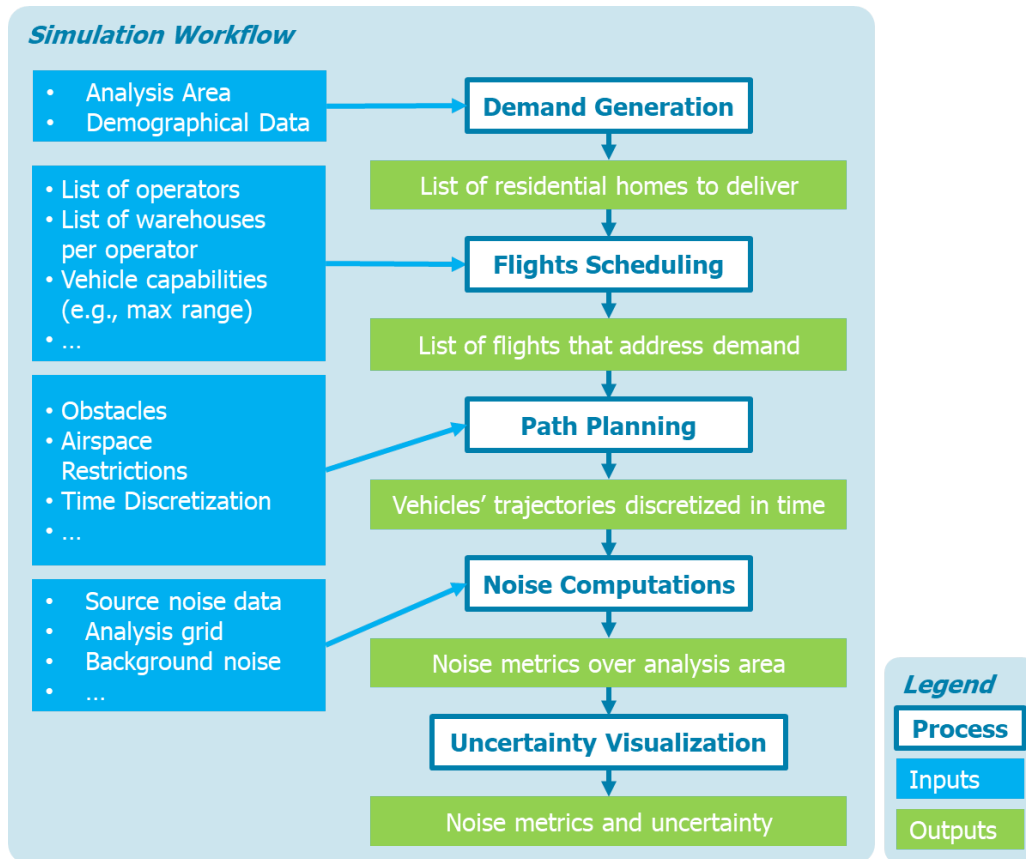 Simulation Workflow
• Analysis Area
• Demographical Data
Demand Generation
List of residential homes to deliver
• List of operators
• List of warehouses
per operator
• Vehicle capabilities
(e.g., max range)
• ...
Flights Scheduling
List of flights that address demand
• Obstacles
• Airspace
Restrictions
• Time Discretization
• ...
Path Planning
Vehicles’ trajectories discretized in time
• Source noise data
• Analysis grid
• Background noise
• ...
Noise Computations
Noise metrics over analysis area
Uncertainty Visualization
Noise metrics and uncertainty
Legend
Process
Inputs
Outputs